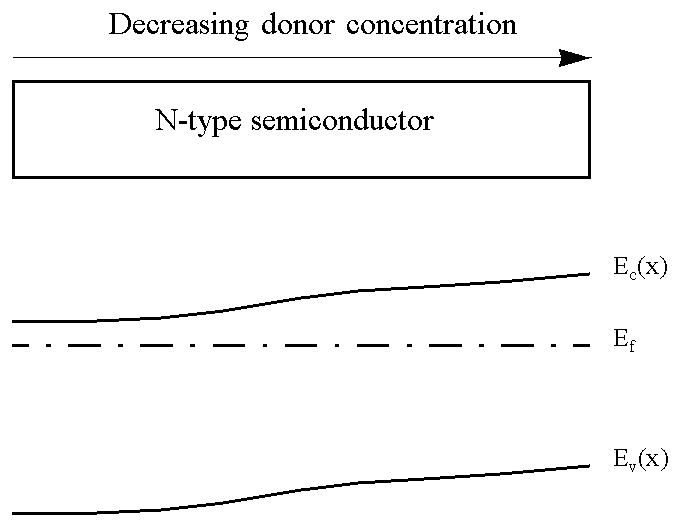 Decreasing donor concentration
N-type semiconductor
E_c(x)
E_f
E_v(x)